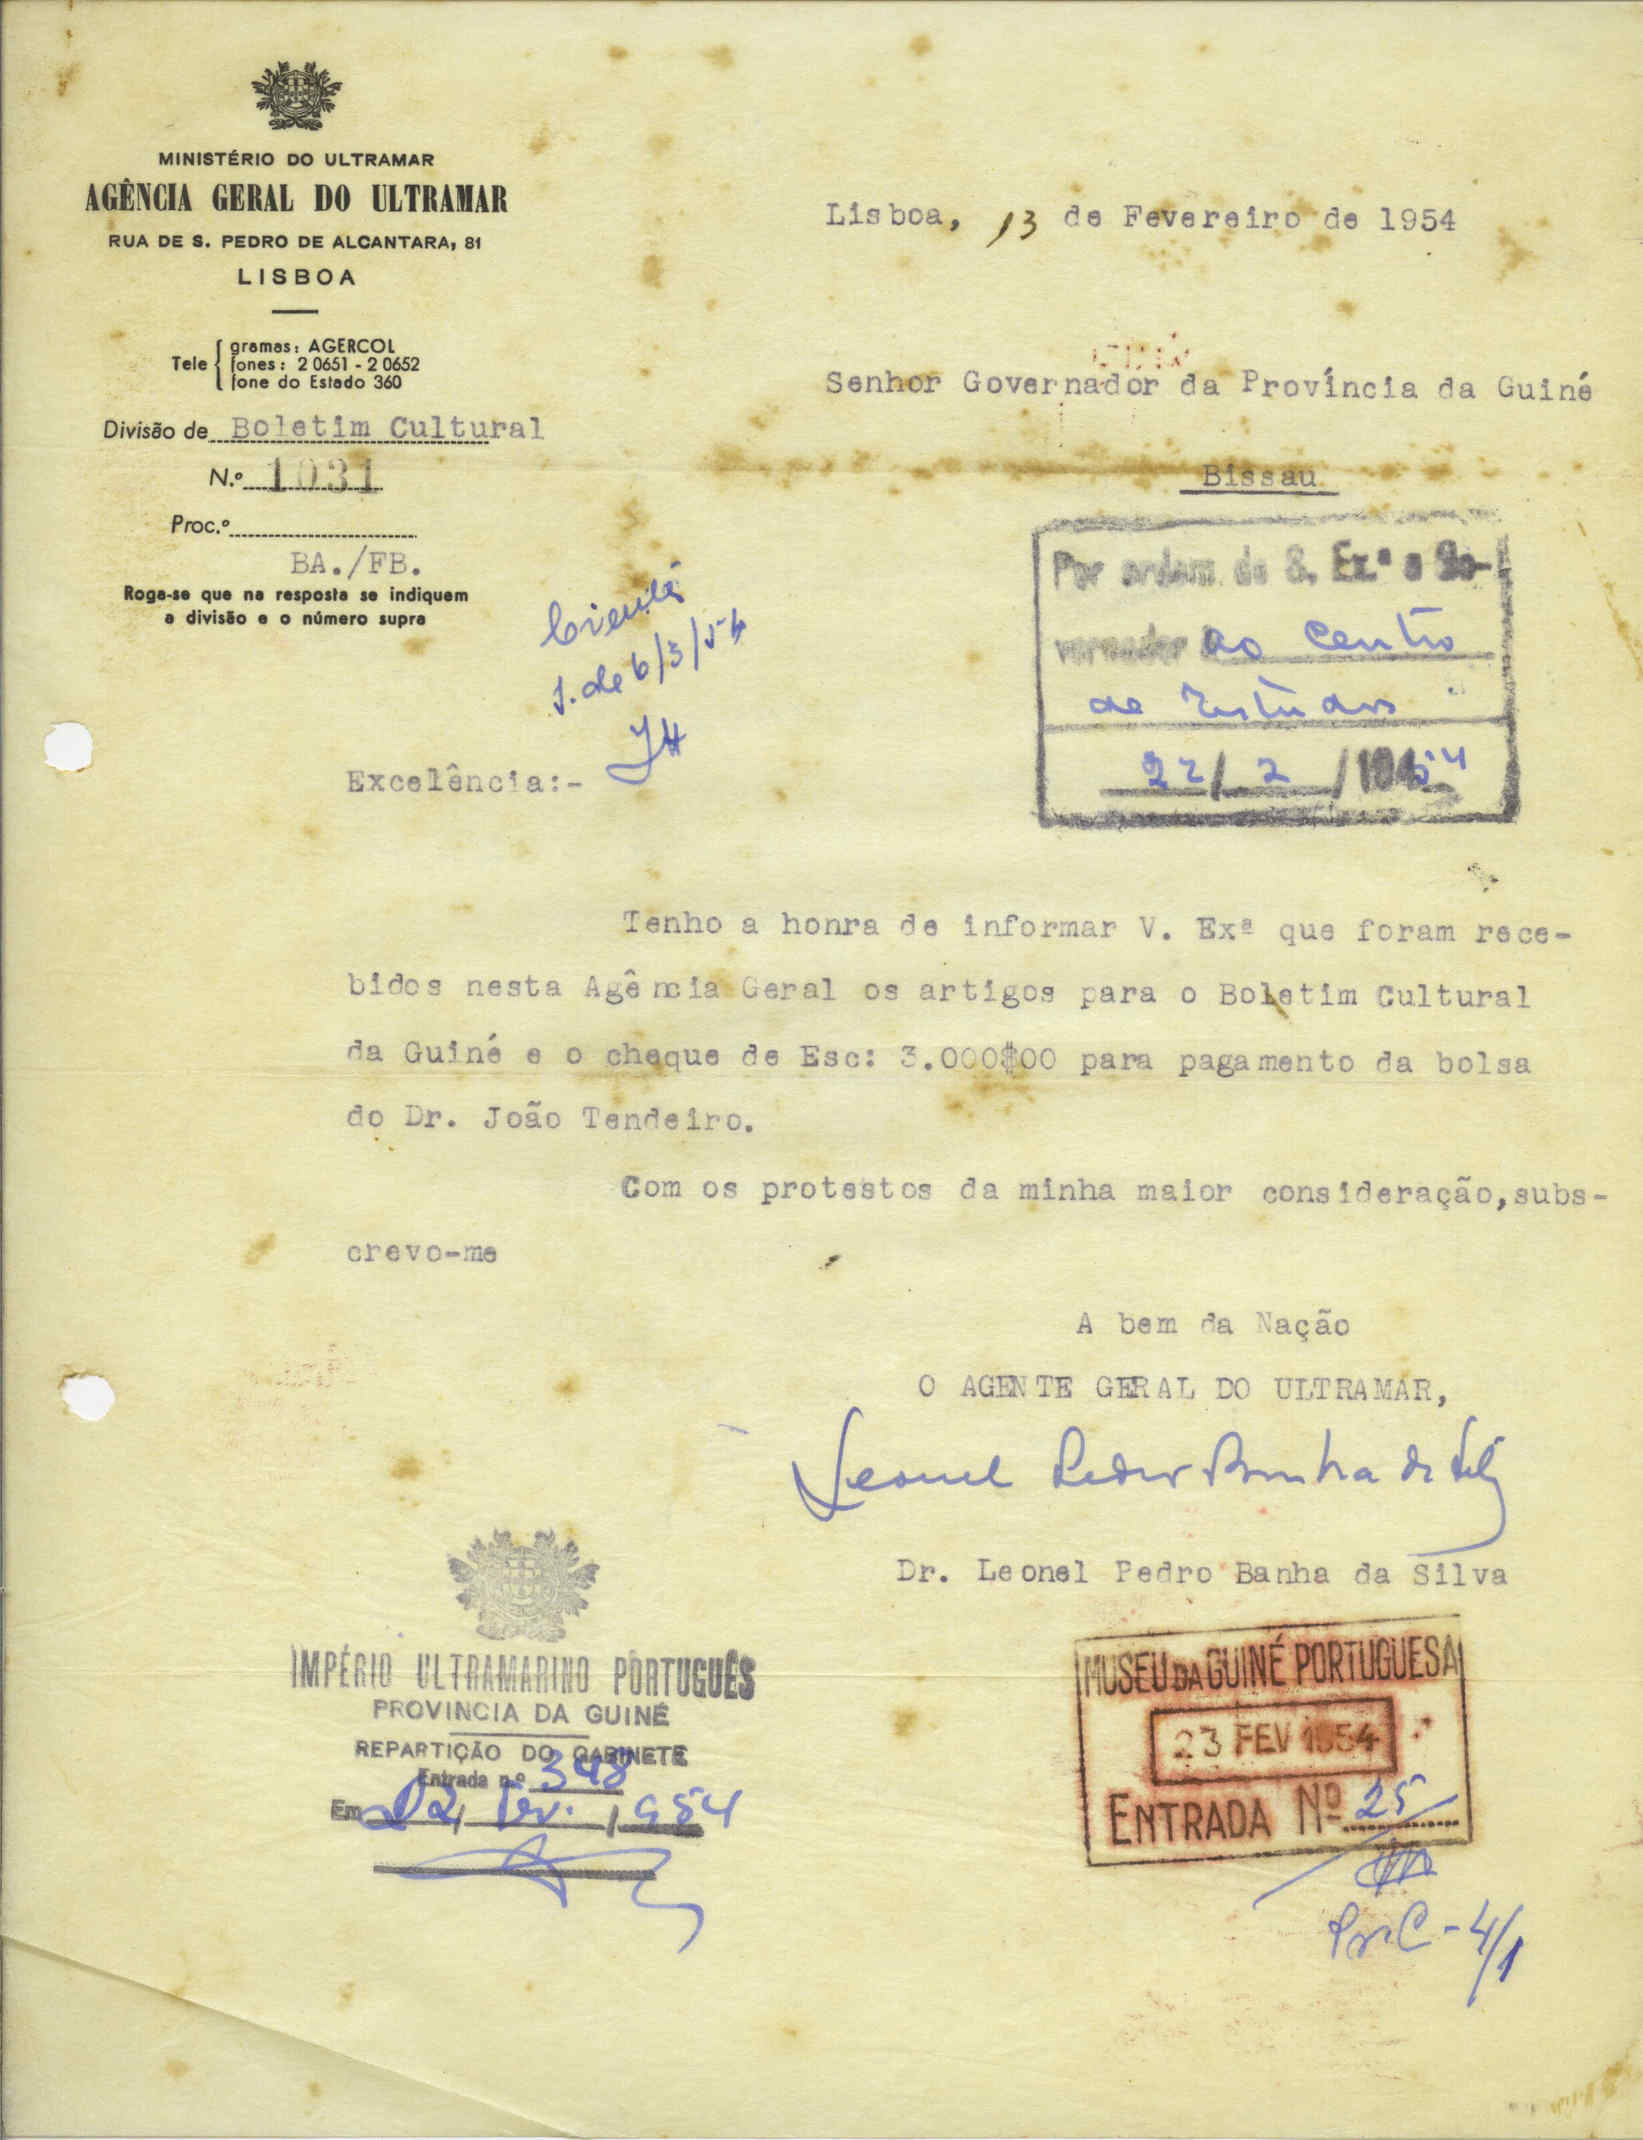 MINISTÉRIO DO ULTRAMAR
AGÊNCIA GERAL DO ULTRAMAR
RUA DE S. PEDRO DE ALCANTARA, 81
LISBOA
Tele
gramas: AGERCOL
fones: 2 0651 - 2 0652
fone do Estado 360
Divisão de Boletim Cultural
N.º 1031
Proc.º
BA./FB.
Roga-se que na resposta se indiquem
a divisão e o número supra
Lisboa, 13 de Fevereiro de 1954
Senhor Governador da Província da Guiné
Bissau
Por ordem de S. Ex.ª o Go-
vernador ao Centro
de Estudos
22/2/1954
6/3/54
Excelência:-
Tenho a honra de informar V. Exª que foram rece-
bidos nesta Agência Geral os artigos para o Boletim Cultural
da Guiné e o cheque de Esc: 3.000$00 para pagamento da bolsa
do Dr. João Tendeiro.
Com os protestos da minha maior consideração,subs-
crevo-me
A bem da Nação
O AGENTE GERAL DO ULTRAMAR,
Leonel Pedro Banha da Silva
Dr. Leonel Pedro Banha da Silva
IMPÉRIO ULTRAMARINO PORTUGUÊS
PROVINCIA DA GUINÉ
REPARTIÇÃO DO GABINETE
Entrada n.º 348
Em 22, Fev. 1954
MUSEU DA GUINÉ PORTUGUESA
23 FEV 1954
ENTRADA Nº 25
C-4/1